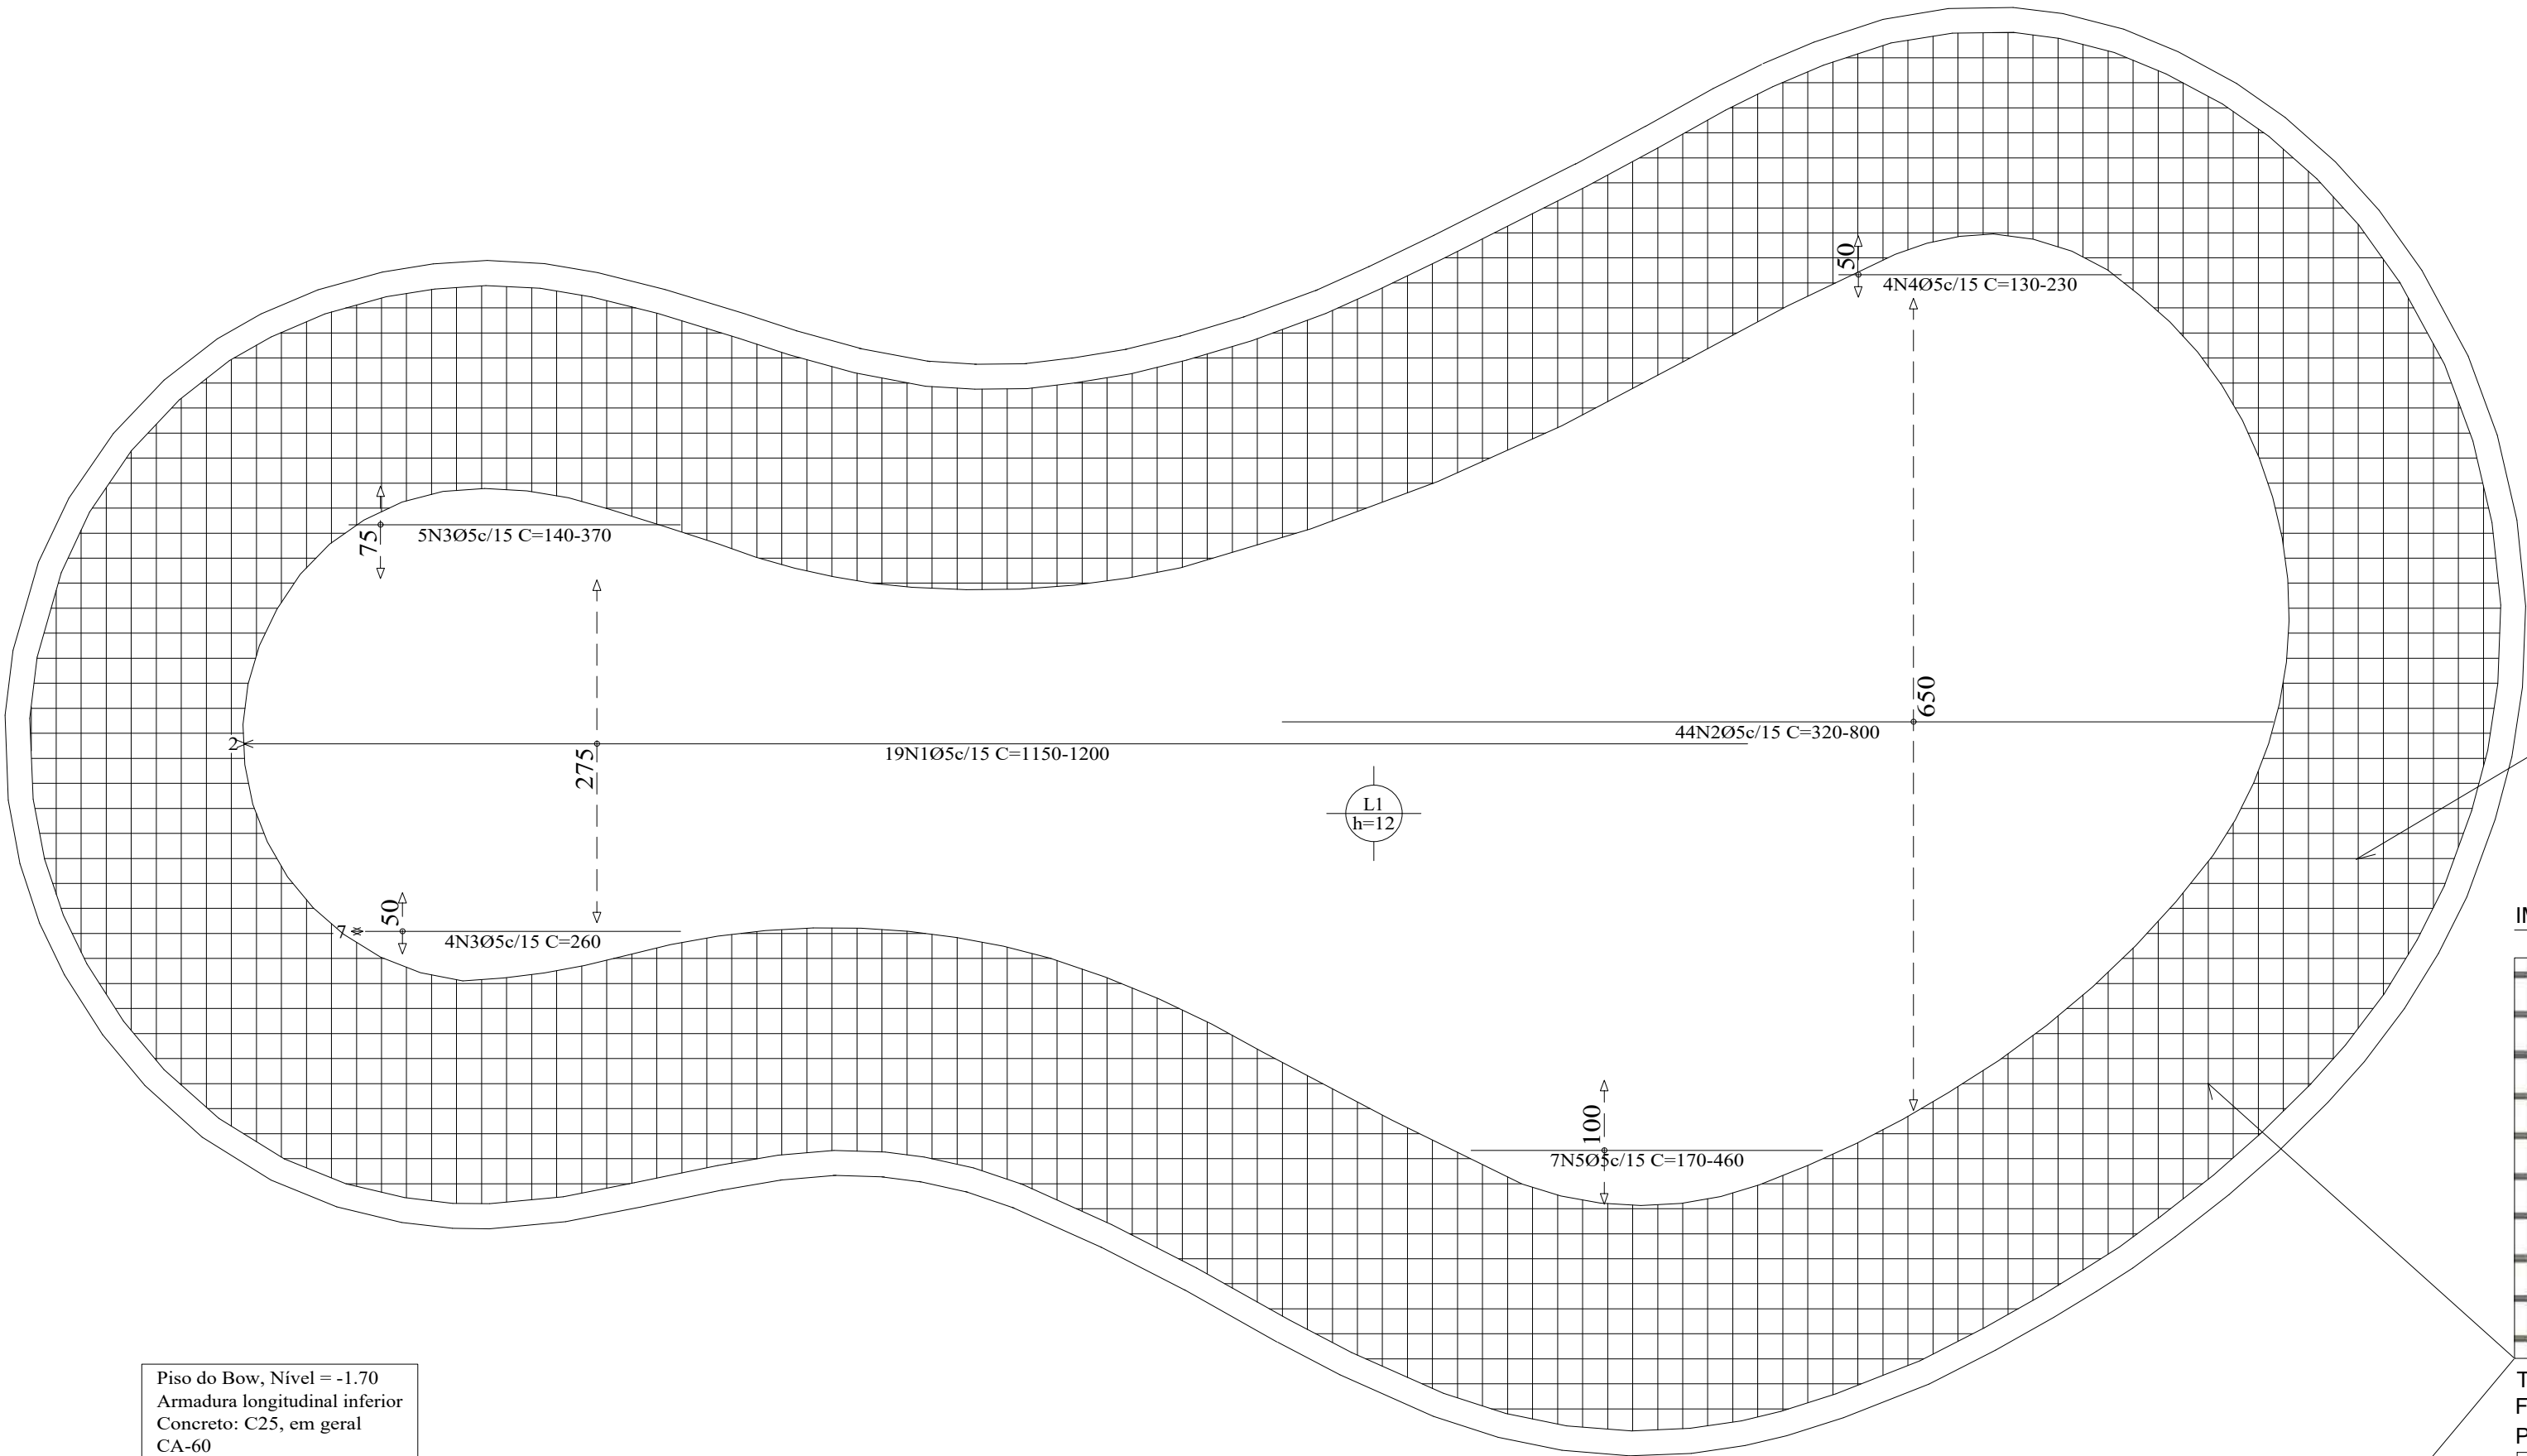 50
4N4Ø5c/15 C=130-230
75
5N3Ø5c/15 C=140-370
650
44N2Ø5c/15 C=320-800
2
275
19N1Ø5c/15 C=1150-1200
L1
h=12
7
50
4N3Ø5c/15 C=260
100
7N5Ø5c/15 C=170-460
Piso do Bow, Nível = -1.70
Armadura longitudinal inferior
Concreto: C25, em geral
CA-60
T
F
P